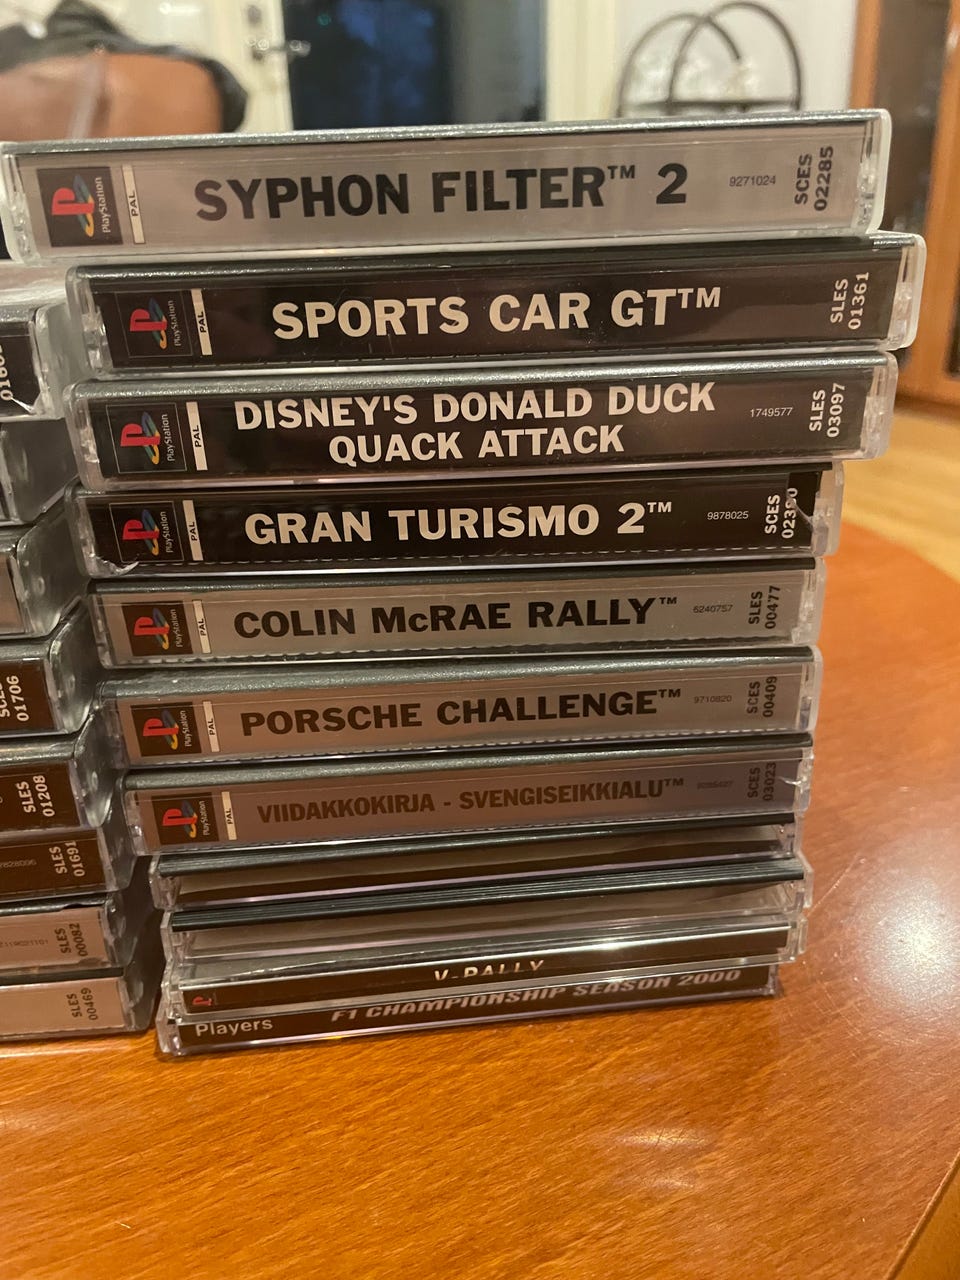 PlayStation
PAL
SYPHON FILTER™ 2
9271024
SCES
02285
PlayStation
PAL
SPORTS CAR GT™
SLES
01361
PlayStation
PAL
DISNEY'S DONALD DUCK
QUACK ATTACK
1749577
SLES
03097
PlayStation
PAL
GRAN TURISMO 2™
9878025
SCES
PlayStation
PAL
COLIN McRAE RALLY™
6240757
SLES
00477
PlayStation
PAL
PORSCHE CHALLENGE™
9710820
SCES
00409
PlayStation
PAL
VIIDAKKOKIRJA - SVENGISEIKKIALU™
SCES
03023
V-RALLY
Players
F1 CHAMPIONSHIP SEASON 2000
SCES
01706
SLES
01208
SLES
01691
SLES
00082
SLES
00469